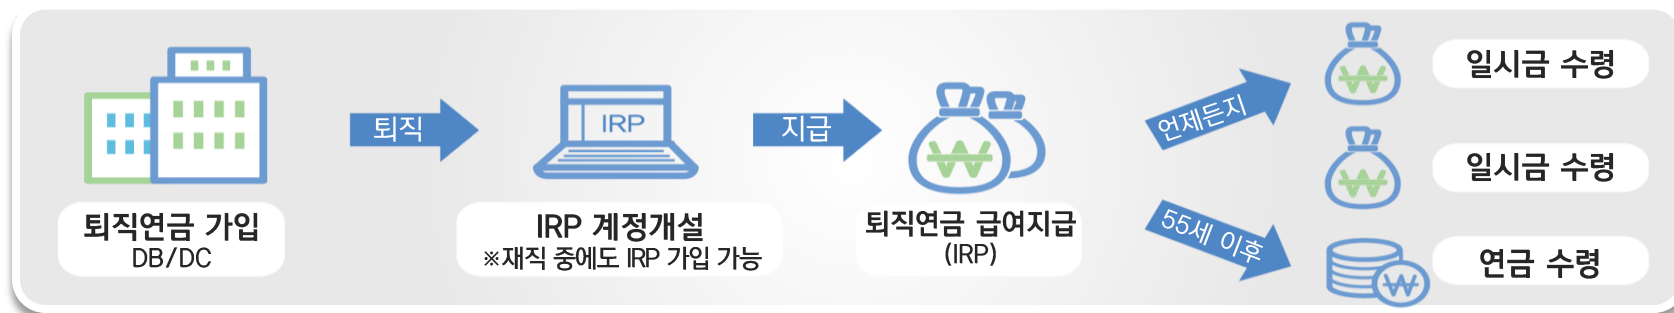 퇴직연금 가입
DB/DC
퇴직
IRP
IRP 계정개설
※재직 중에도 IRP 가입 가능
지급
퇴직연금 급여지급
(IRP)
언제든지
일시금 수령
55세 이후
일시금 수령
연금 수령